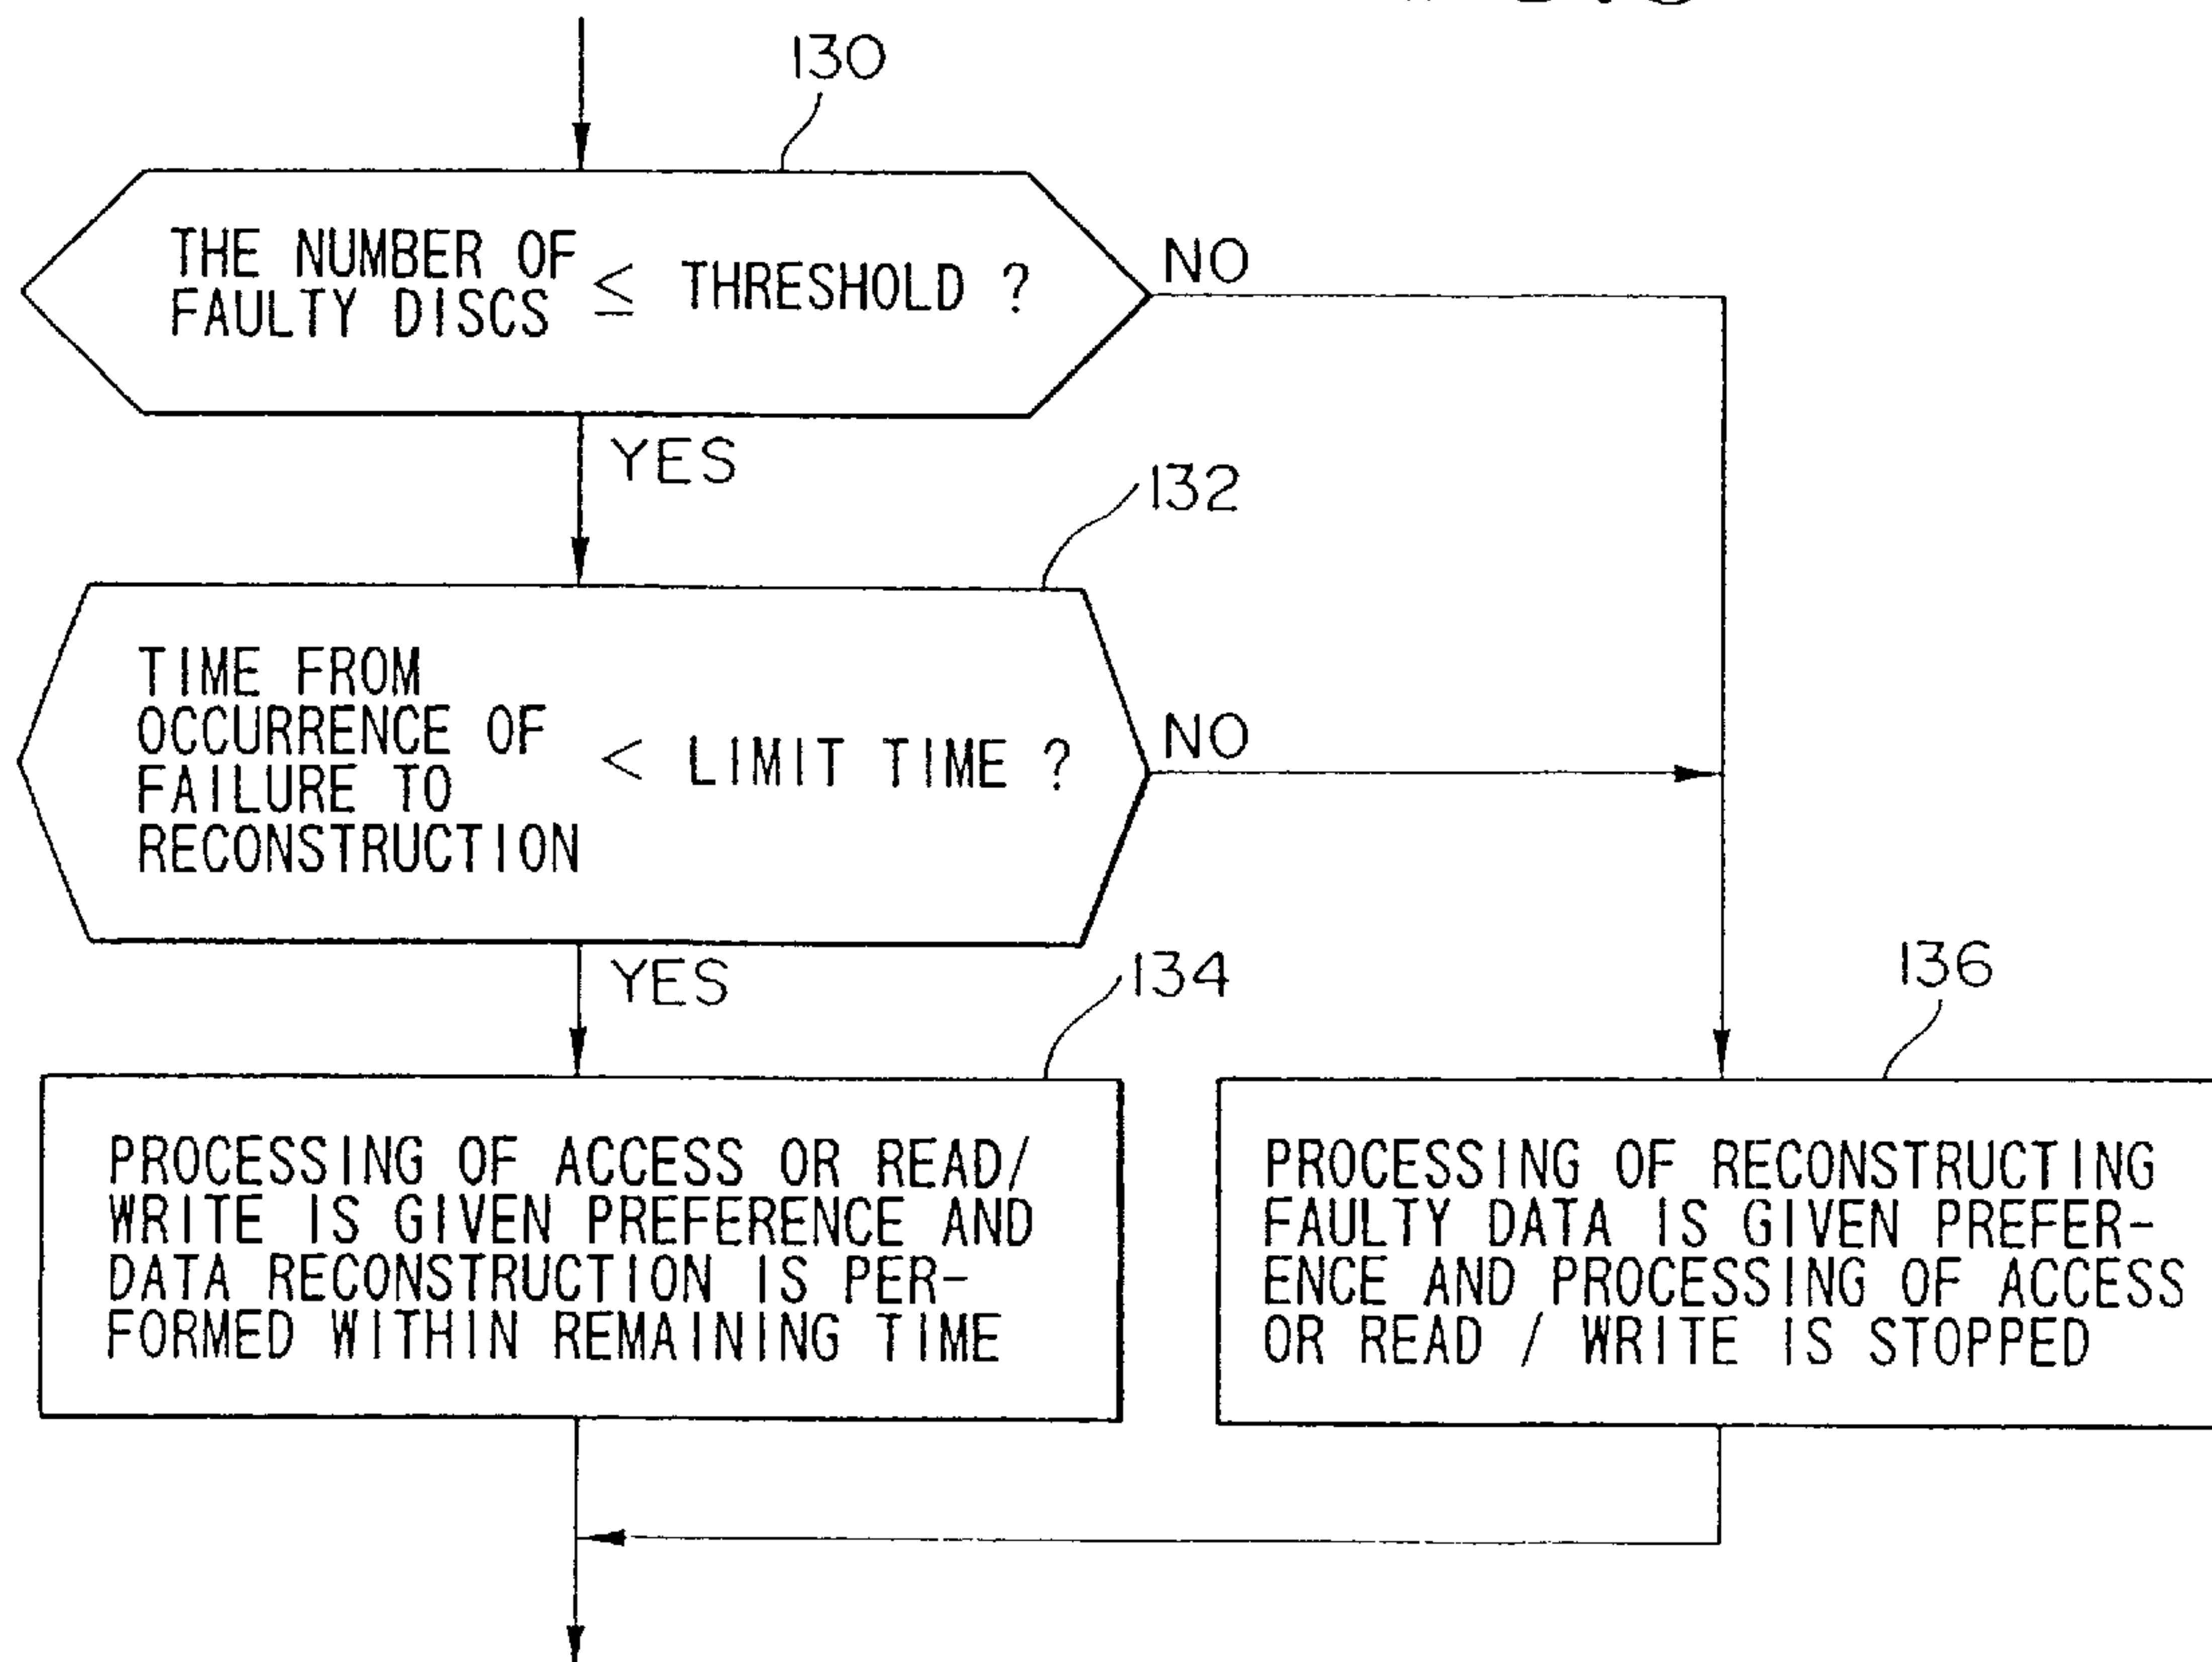 130
THE NUMBER OF
FAULTY DISCS ≤ THRESHOLD ?
NO
YES
132
TIME FROM
OCCURRENCE OF
FAILURE TO
RECONSTRUCTION
< LIMIT TIME ?
NO
YES
134
136
PROCESSING OF ACCESS OR READ/
WRITE IS GIVEN PREFERENCE AND
DATA RECONSTRUCTION IS PER-
FORMED WITHIN REMAINING TIME
PROCESSING OF RECONSTRUCTING
FAULTY DATA IS GIVEN PREFER-
ENCE AND PROCESSING OF ACCESS
OR READ / WRITE IS STOPPED